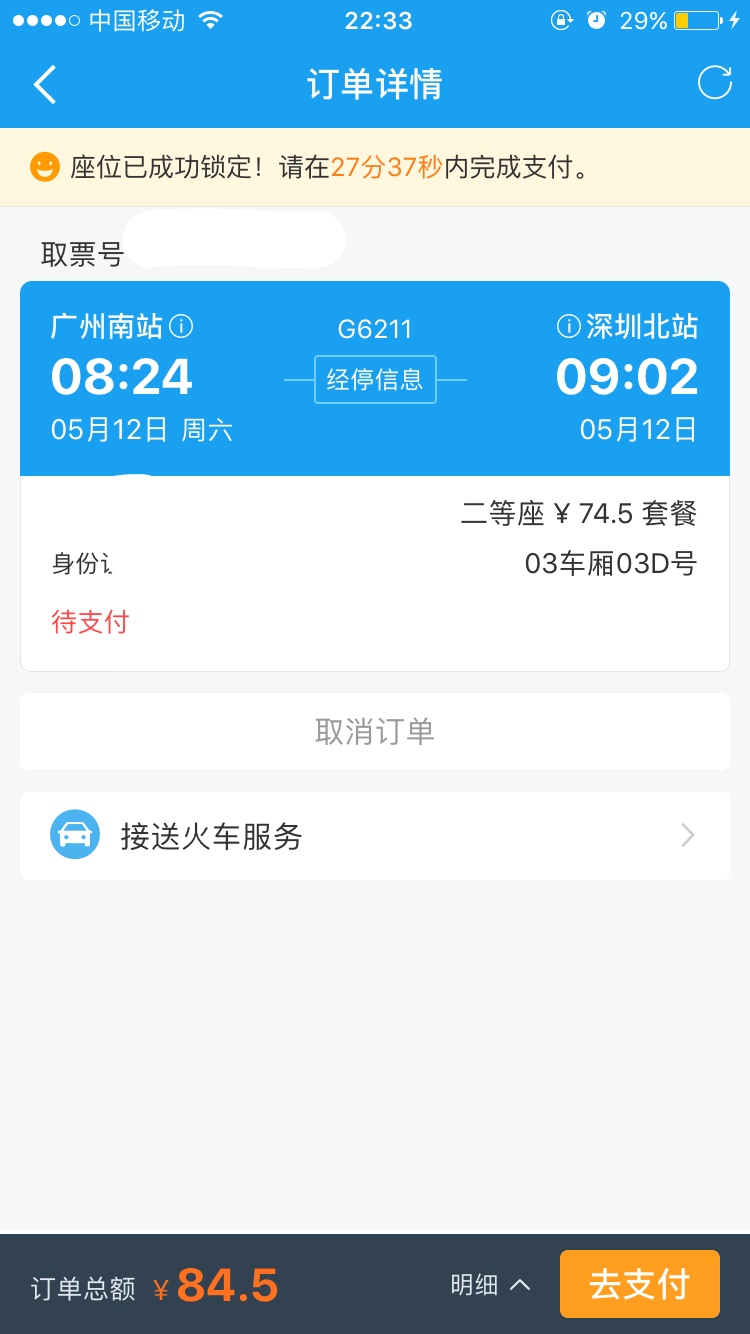 中国移动 22:33 29%
订单详情
座位已成功锁定！请在27分37秒内完成支付。
取票号
广州南站 G6211 深圳北站
08:24 经停信息 09:02
05月12日 周六 05月12日
二等座 ¥ 74.5 套餐
身份 03车厢03D号
待支付
取消订单
接送火车服务
订单总额 ¥ 84.5 明细 去支付